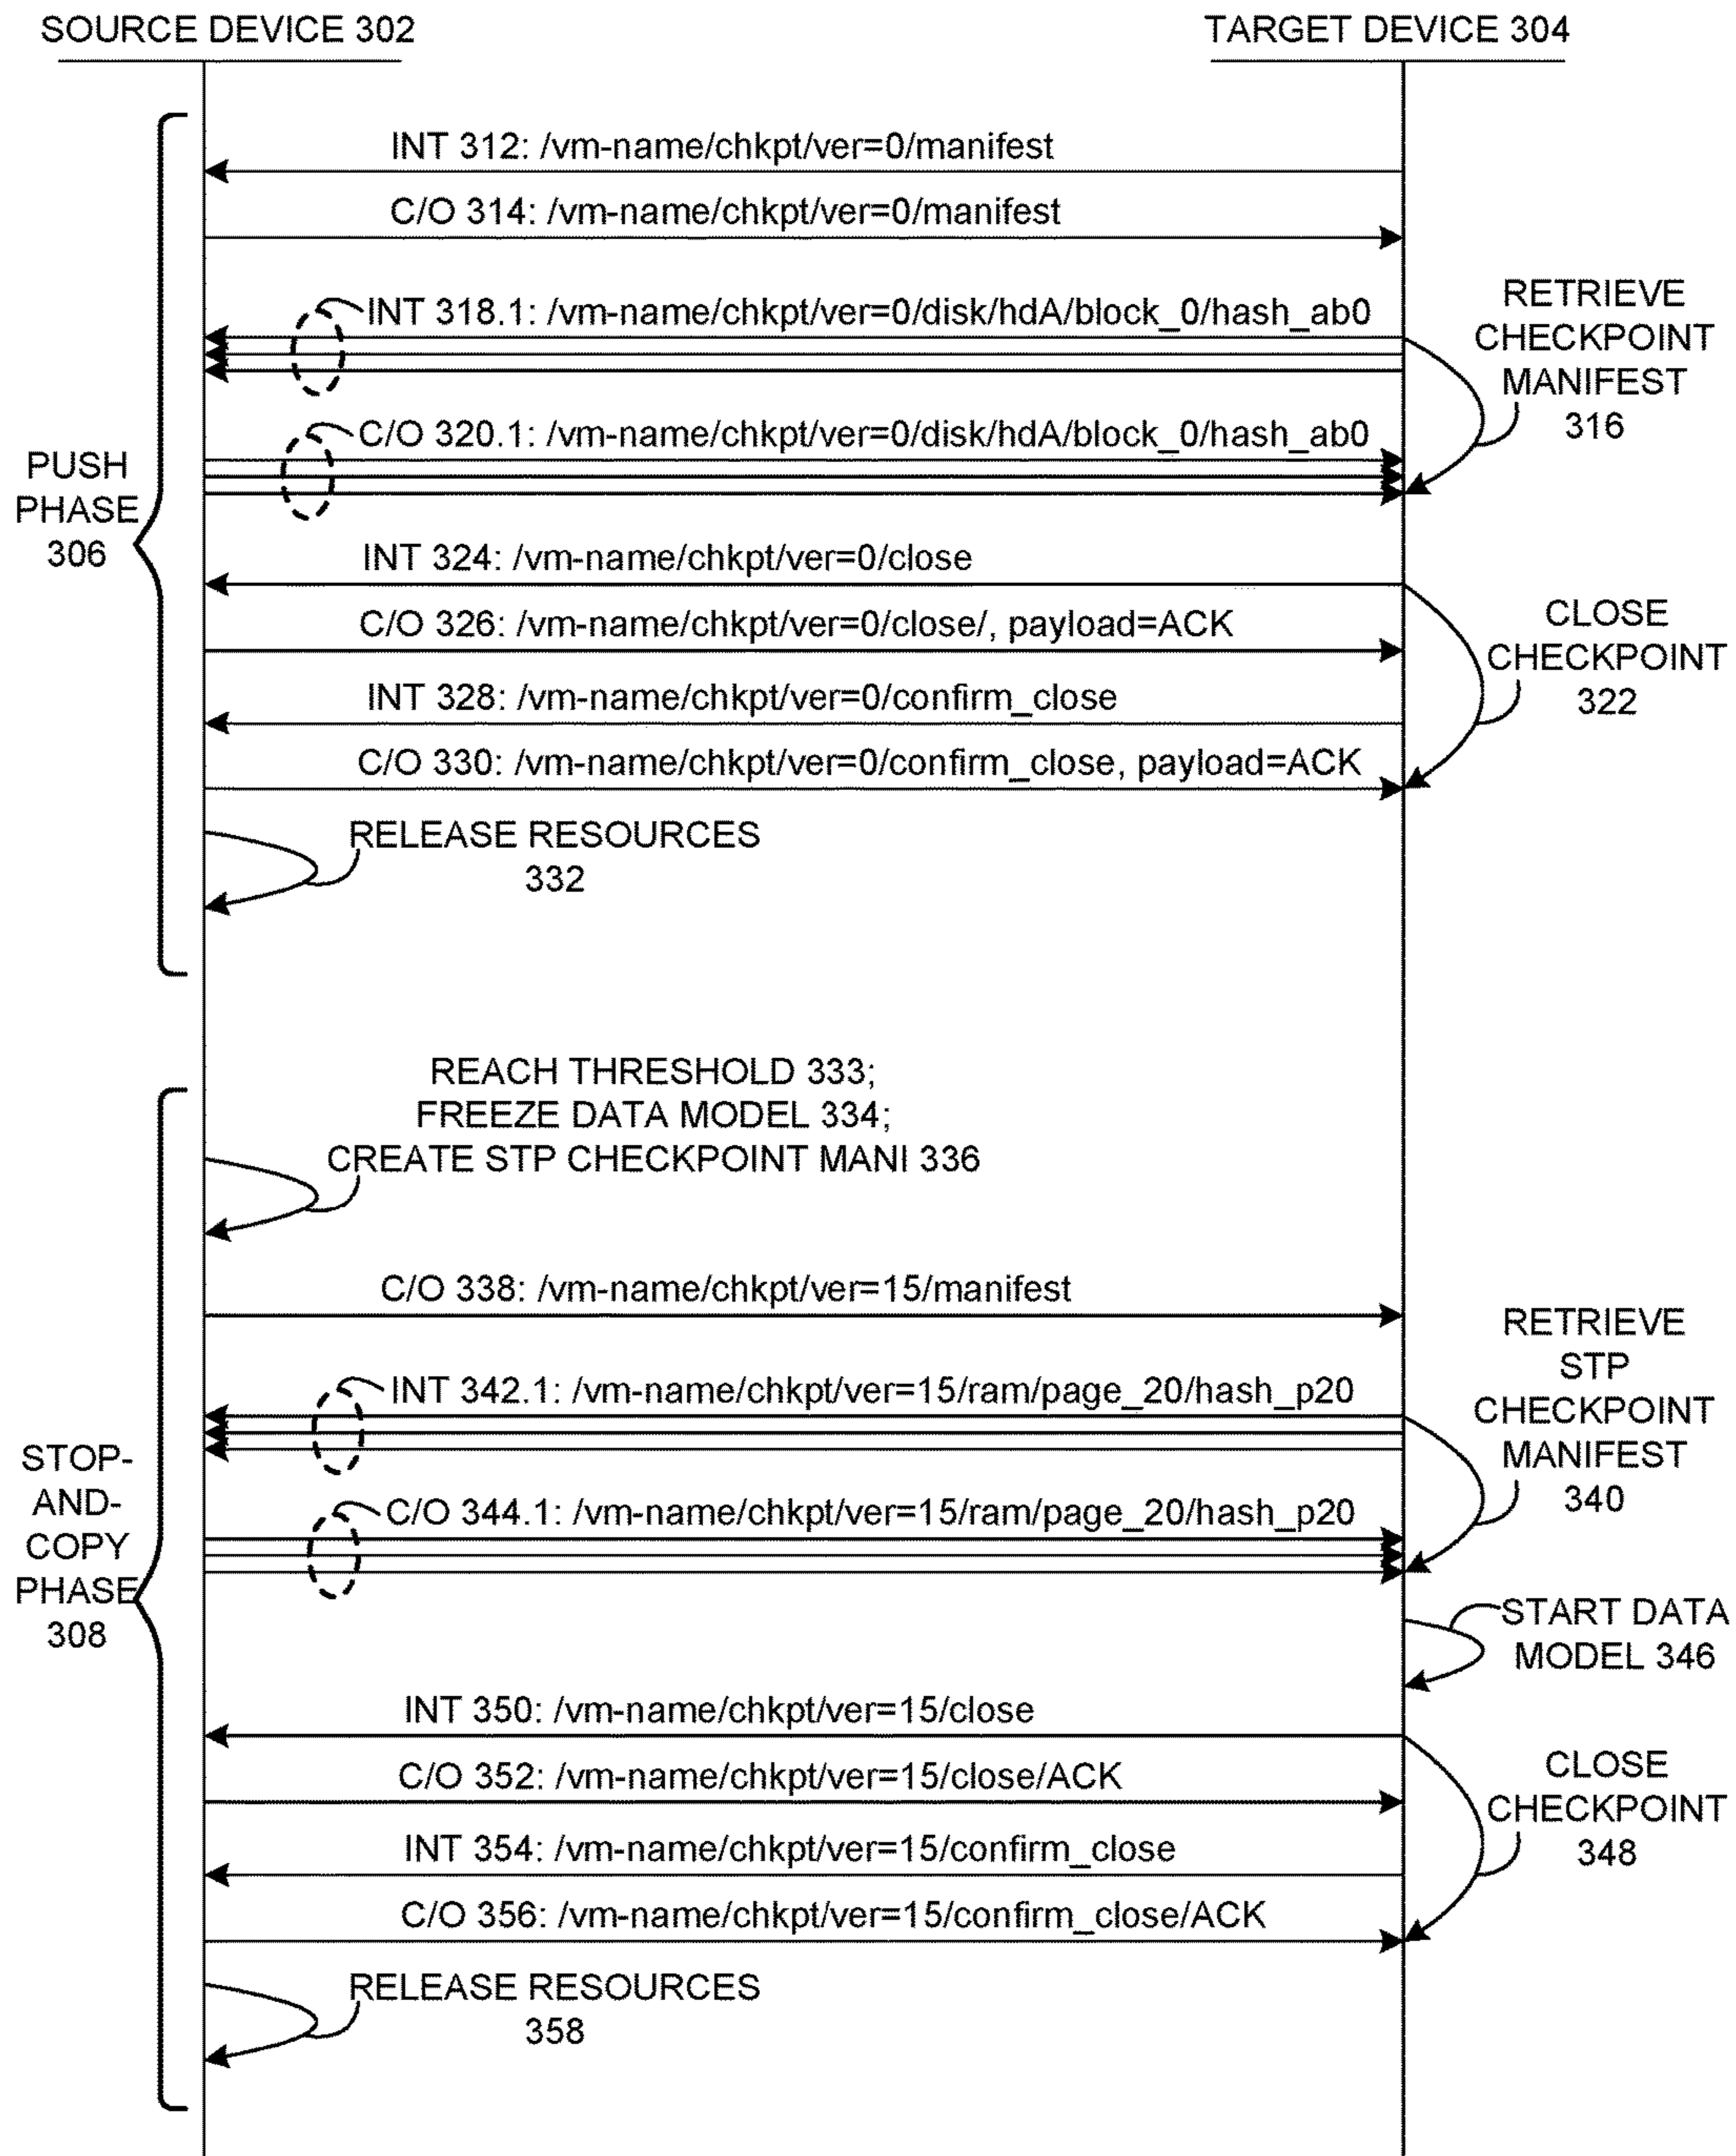 SOURCE DEVICE 302
TARGET DEVICE 304
INT 312: /vm-name/chkpt/ver=0/manifest
C/O 314: /vm-name/chkpt/ver=0/manifest
INT 318.1: /vm-name/chkpt/ver=0/disk/hdA/block_0/hash_ab0
RETRIEVE
CHECKPOINT
MANIFEST
316
C/O 320.1: /vm-name/chkpt/ver=0/disk/hdA/block_0/hash_ab0
PUSH
PHASE
306
INT 324: /vm-name/chkpt/ver=0/close
C/O 326: /vm-name/chkpt/ver=0/close/, payload=ACK
CLOSE
CHECKPOINT
322
INT 328: /vm-name/chkpt/ver=0/confirm_close
C/O 330: /vm-name/chkpt/ver=0/confirm_close, payload=ACK
RELEASE RESOURCES
332
REACH THRESHOLD 333;
FREEZE DATA MODEL 334;
CREATE STP CHECKPOINT MANI 336
C/O 338: /vm-name/chkpt/ver=15/manifest
RETRIEVE
STP
CHECKPOINT
MANIFEST
340
INT 342.1: /vm-name/chkpt/ver=15/ram/page_20/hash_p20
STOP-
AND-
COPY
PHASE
308
C/O 344.1: /vm-name/chkpt/ver=15/ram/page_20/hash_p20
START DATA
MODEL 346
INT 350: /vm-name/chkpt/ver=15/close
C/O 352: /vm-name/chkpt/ver=15/close/ACK
CLOSE
CHECKPOINT
348
INT 354: /vm-name/chkpt/ver=15/confirm_close
C/O 356: /vm-name/chkpt/ver=15/confirm_close/ACK
RELEASE RESOURCES
358